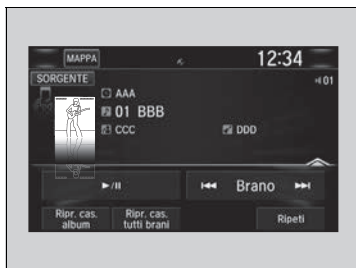 MAPPA
12:34
SORGENTE
01
AAA
01 BBB
CCC
DDD
Brano
Ripr. cas. album
Ripr. cas. tutti brani
Ripeti